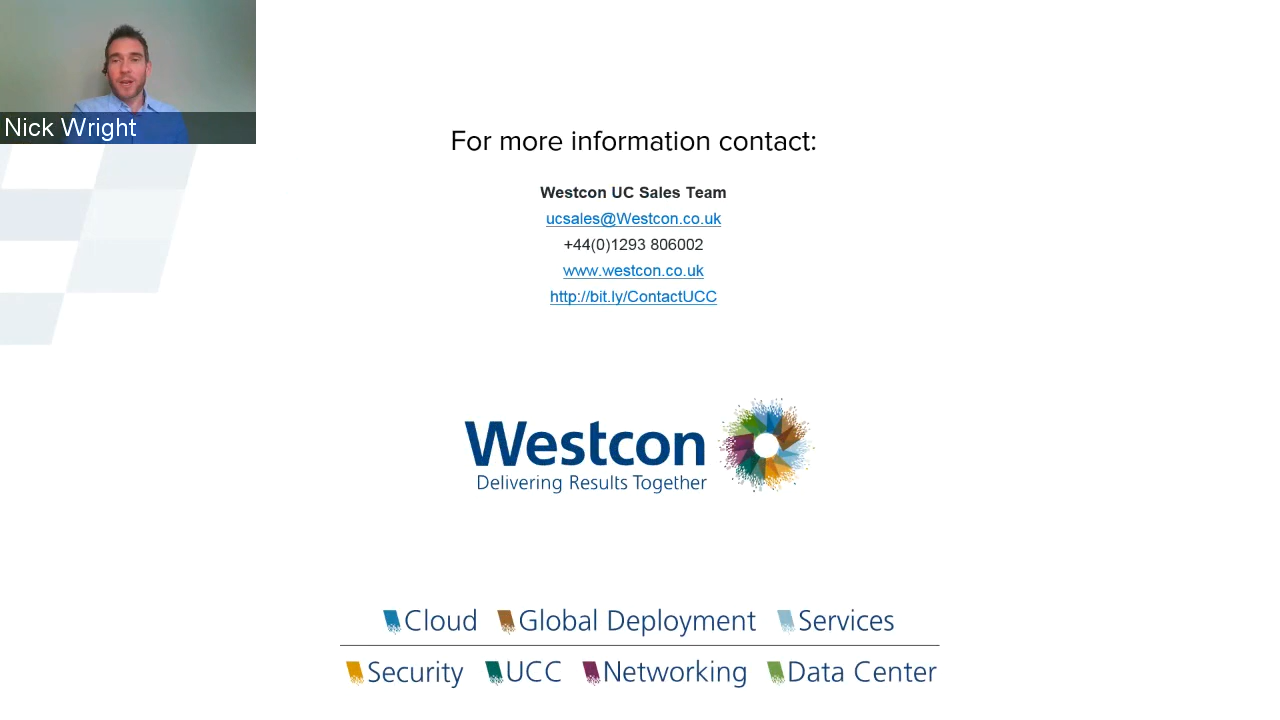 Nick Wright
For more information contact:
Westcon UC Sales Team
ucsales@Westcon.co.uk
+44(0)1293 806002
www.westcon.co.uk
http://bit.ly/ContactUCC
Westcon
Delivering Results Together
Cloud Global Deployment Services
Security UCC Networking Data Center